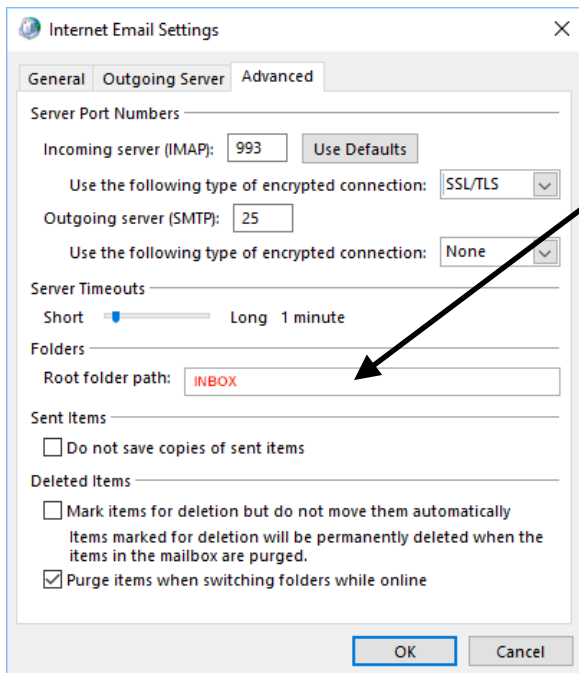 Internet Email Settings
General Outgoing Server Advanced
Server Port Numbers
Incoming server (IMAP): 993 Use Defaults
Use the following type of encrypted connection: SSL/TLS
Outgoing server (SMTP): 25
Use the following type of encrypted connection: None
Server Timeouts
Short Long 1 minute
Folders
Root folder path: INBOX
Sent Items
Do not save copies of sent items
Deleted Items
Mark items for deletion but do not move them automatically
Items marked for deletion will be permanently deleted when the
items in the mailbox are purged.
Purge items when switching folders while online
OK Cancel